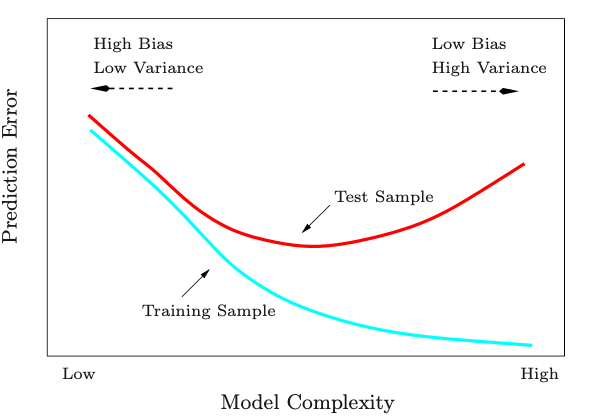 High Bias
Low Variance
Low Bias
High Variance
Prediction Error
Test Sample
Training Sample
Low
High
Model Complexity